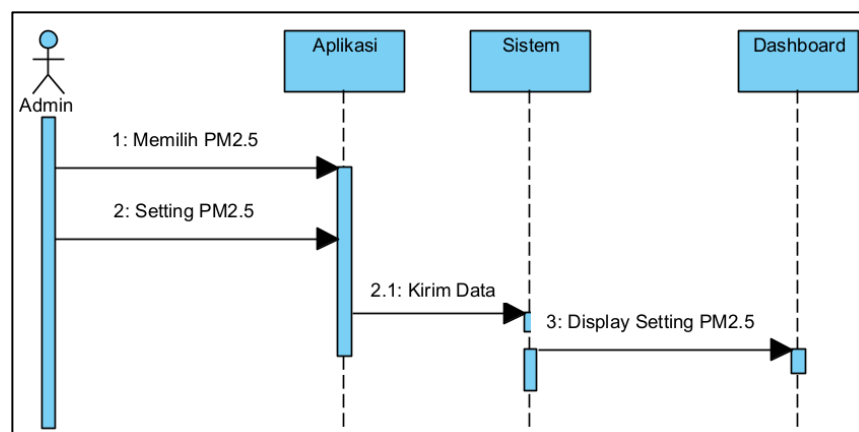 Aplikasi
Sistem
Dashboard
Admin
1: Memilih PM2.5
2: Setting PM2.5
2.1: Kirim Data
3: Display Setting PM2.5